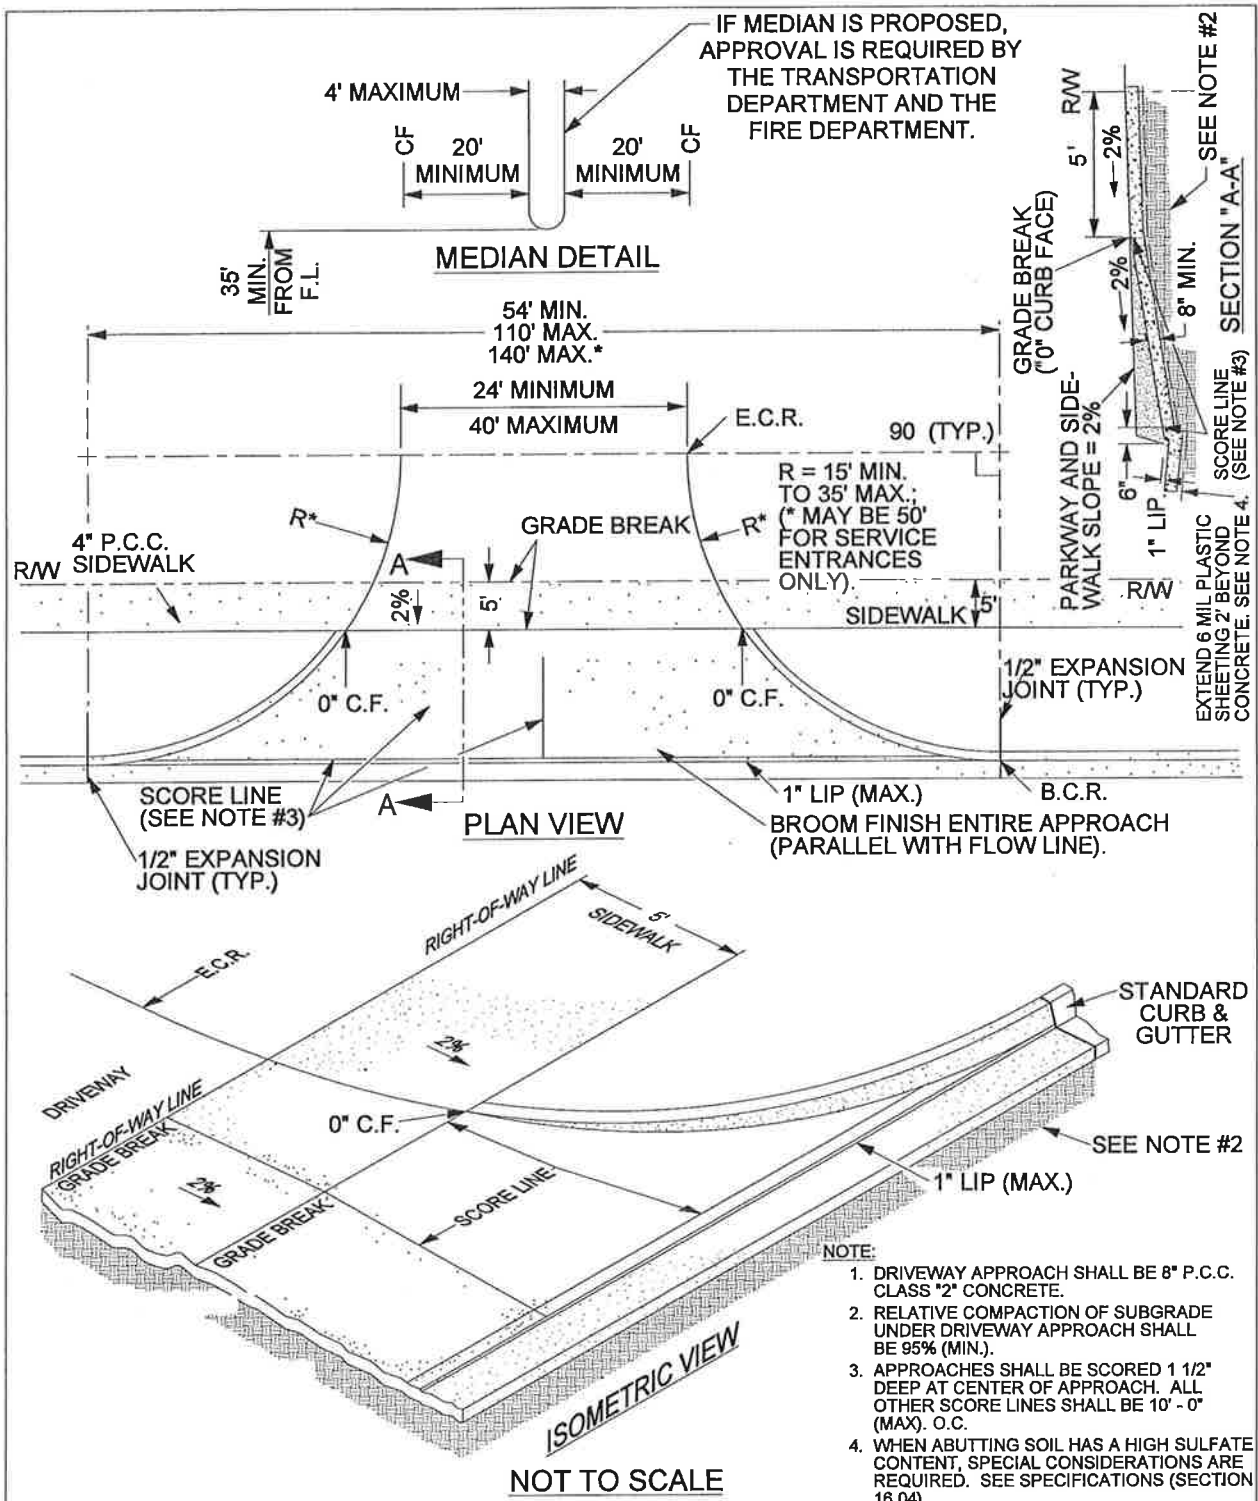 IF MEDIAN IS PROPOSED,
APPROVAL IS REQUIRED BY
THE TRANSPORTATION
DEPARTMENT AND THE
FIRE DEPARTMENT.
4' MAXIMUM
CF
20'
MINIMUM
20'
MINIMUM
CF
35'
MIN.
FROM
F.L.
MEDIAN DETAIL
54' MIN.
110' MAX.
140' MAX.*
24' MINIMUM
40' MAXIMUM
E.C.R.
90 (TYP.)
R = 15' MIN.
TO 35' MAX.;
(* MAY BE 50'
FOR SERVICE
ENTRANCES
ONLY).
R*
GRADE BREAK
R*
4" P.C.C.
SIDEWALK
R/W
A
2%
5'
SIDEWALK
5'
R/W
0" C.F.
0" C.F.
1/2" EXPANSION
JOINT (TYP.)
SCORE LINE
(SEE NOTE #3)
A
PLAN VIEW
1" LIP (MAX.)
B.C.R.
BROOM FINISH ENTIRE APPROACH
(PARALLEL WITH FLOW LINE).
1/2" EXPANSION
JOINT (TYP.)
R/W
5'
2%
SEE NOTE #2
GRADE BREAK
("0" CURB FACE)
2%
8" MIN.
SECTION "A-A"
PARKWAY AND SIDE-
WALK SLOPE = 2%
6"
1" LIP.
SCORE LINE
(SEE NOTE #3)
EXTEND 6 MIL PLASTIC
SHEETING 2' BEYOND
CONCRETE. SEE NOTE 4.
RIGHT-OF-WAY LINE
5'
SIDEWALK
E.C.R.
2%
DRIVEWAY
RIGHT-OF-WAY LINE
GRADE BREAK
2%
0" C.F.
GRADE BREAK
SCORE LINE
STANDARD
CURB &
GUTTER
SEE NOTE #2
1" LIP (MAX.)
ISOMETRIC VIEW
NOT TO SCALE
NOTE:
1. DRIVEWAY APPROACH SHALL BE 8" P.C.C.
CLASS "2" CONCRETE.
2. RELATIVE COMPACTION OF SUBGRADE
UNDER DRIVEWAY APPROACH SHALL
BE 95% (MIN.).
3. APPROACHES SHALL BE SCORED 1 1/2"
DEEP AT CENTER OF APPROACH. ALL
OTHER SCORE LINES SHALL BE 10' - 0"
(MAX). O.C.
4. WHEN ABUTTING SOIL HAS A HIGH SULFATE
CONTENT, SPECIAL CONSIDERATIONS ARE
REQUIRED. SEE SPECIFICATIONS (SECTION
16.04)